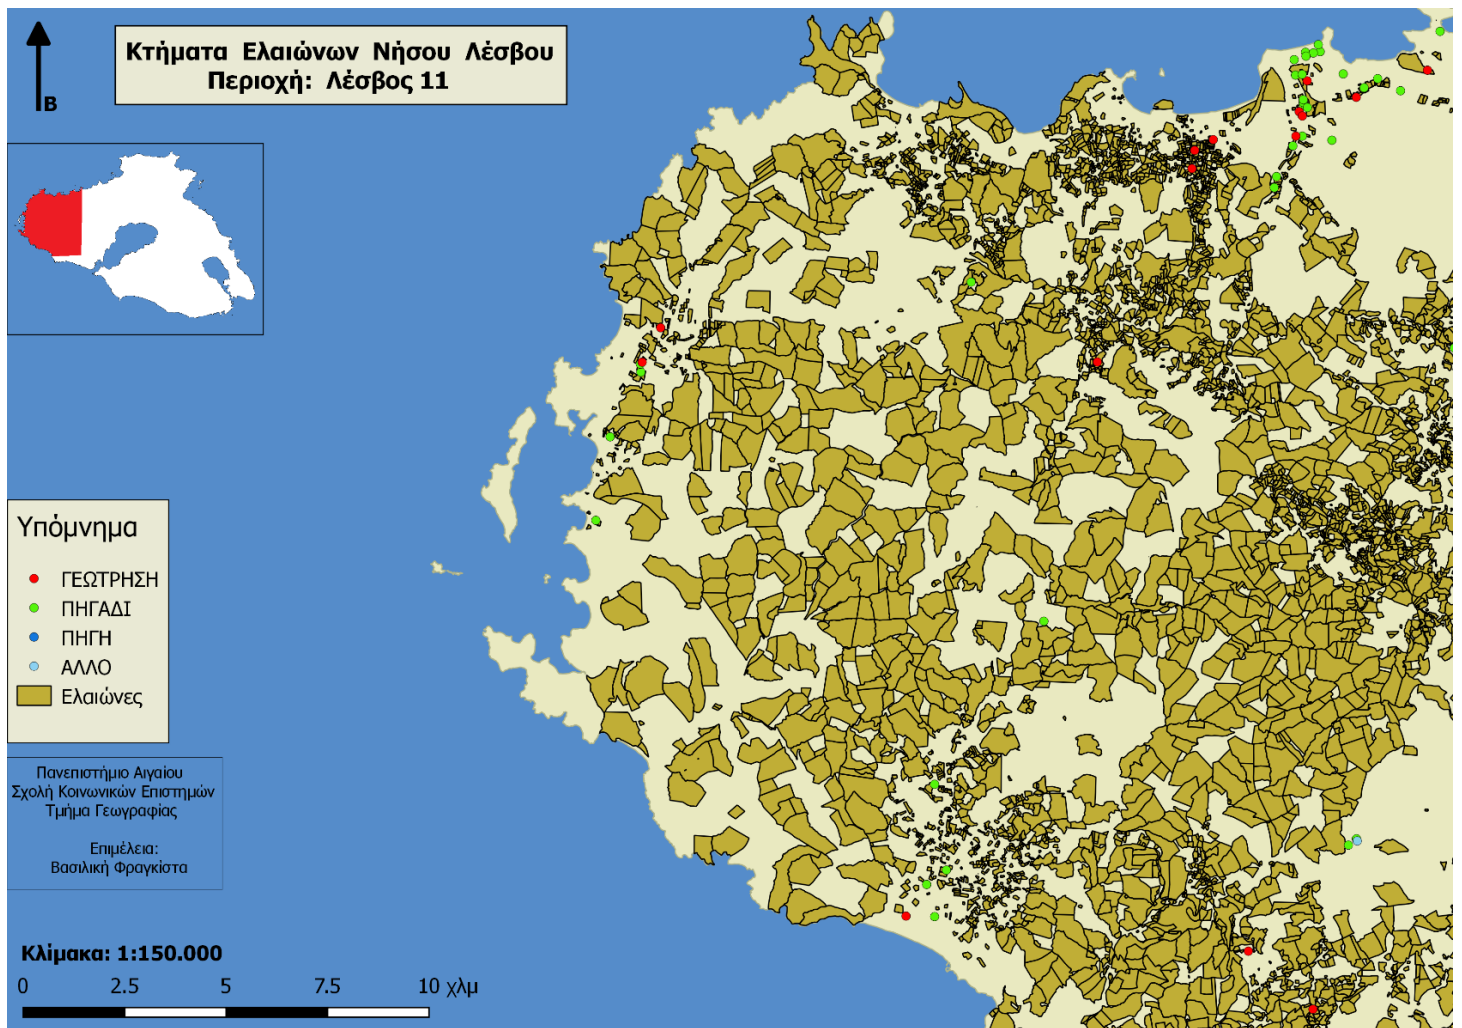 Κτήματα Ελαιώνων Νήσου Λέσβου
Περιοχή: Λέσβος 11
Β
Υπόμνημα
ΓΕΩΤΡΗΣΗ
ΠΗΓΑΔΙ
ΠΗΓΗ
ΑΛΛΟ
Ελαιώνες
Πανεπιστήμιο Αιγαίου
Σχολή Κοινωνικών Επιστημών
Τμήμα Γεωγραφίας
Επιμέλεια:
Βασιλική Φραγκίστα
Κλίμακα: 1:150.000
0 2.5 5 7.5 10 χλμ